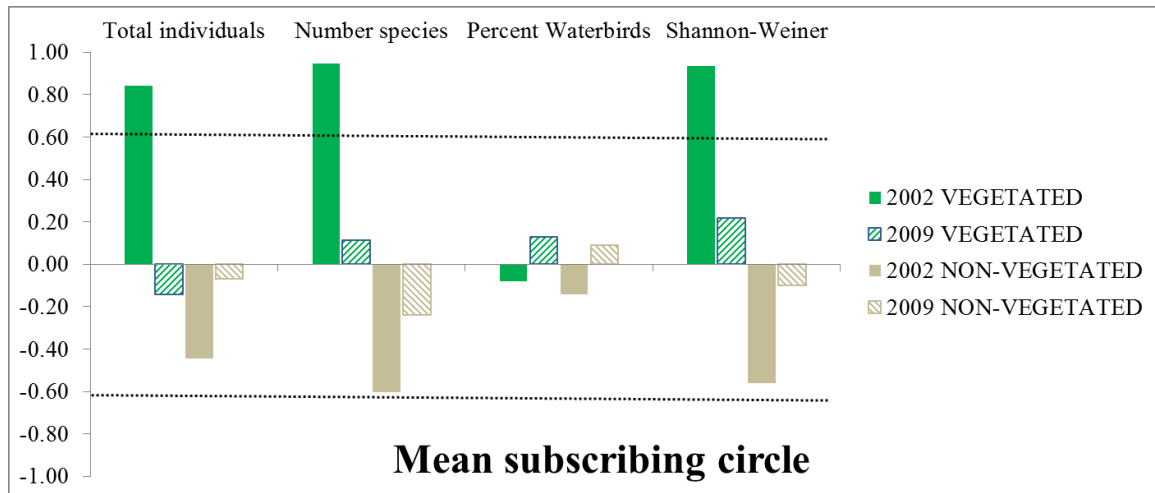 Total individuals Number species Percent Waterbirds Shannon-Weiner
1.00
0.80
0.60
0.40
0.20
0.00
-0.20
-0.40
-0.60
-0.80
-1.00
2002 VEGETATED
2009 VEGETATED
2002 NON-VEGETATED
2009 NON-VEGETATED
Mean subscribing circle